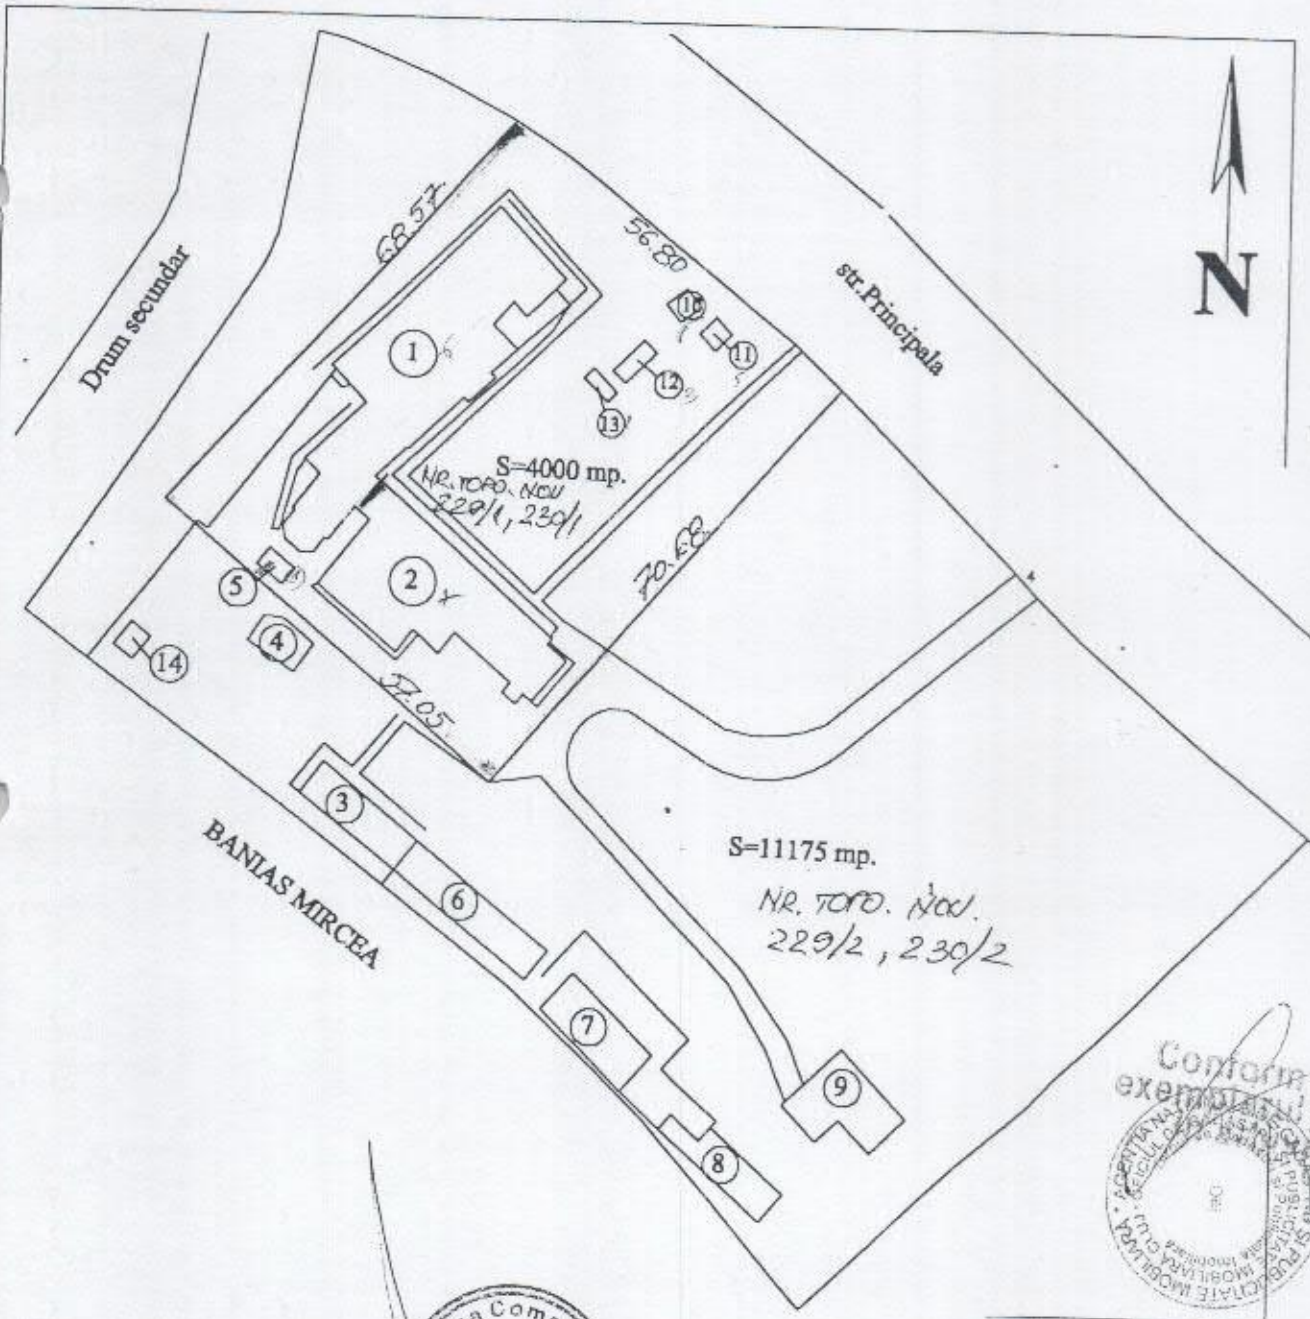 N
68.57
56.80
Drum secundar
str.Principala
1
10
11
12
13
S=4000 mp.
NR. TOPO. NOU
229/1, 230/1
70.68
2
5
4
14
57.05
3
BANIAS MIRCEA
6
S=11175 mp.
NR. TOPO. NOU.
229/2, 230/2
7
9
8
Conform
exemplarul